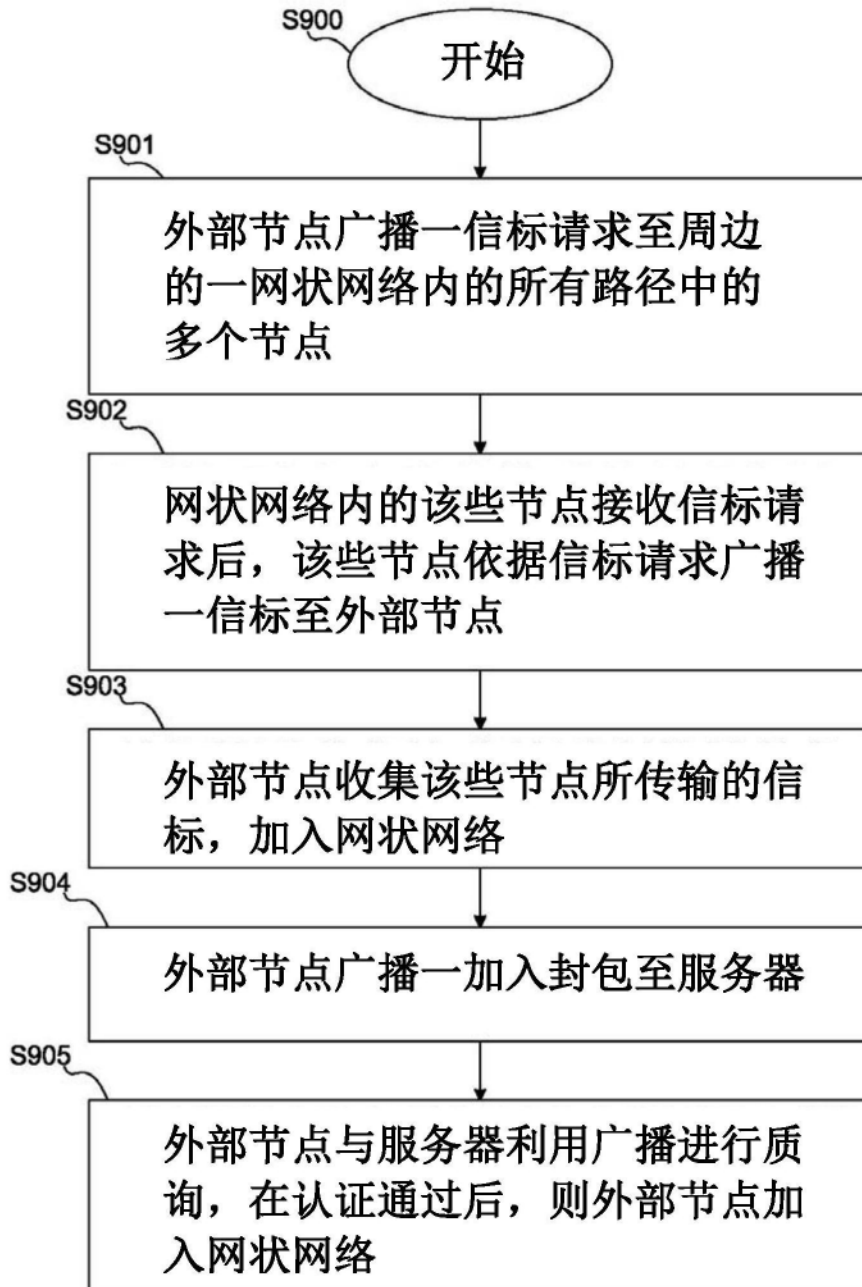 S900
开始
S901
外部节点广播一信标请求至周边
的一网状网络内的所有路径中的
多个节点
S902
网状网络内的该些节点接收信标请
求后，该些节点依据信标请求广播
一信标至外部节点
S903
外部节点收集该些节点所传输的信
标，加入网状网络
S904
外部节点广播一加入封包至服务器
S905
外部节点与服务器利用广播进行质
询，在认证通过后，则外部节点加
入网状网络